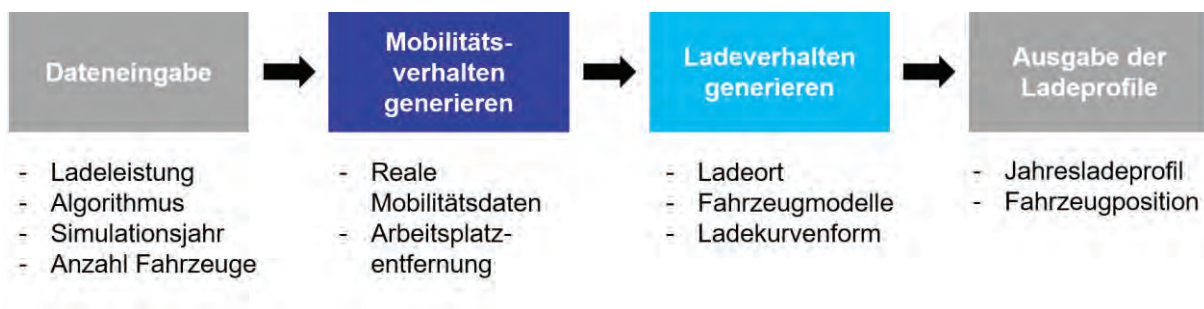 Dateneingabe
Mobilitäts-
verhalten
generieren
Ladeverhalten
generieren
Ausgabe der
Ladeprofile
- Ladeleistung
- Algorithmus
- Simulationsjahr
- Anzahl Fahrzeuge
- Reale
Mobilitätsdaten
- Arbeitsplatz-
entfernung
- Ladeort
- Fahrzeugmodelle
- Ladekurvenform
- Jahresladeprofil
- Fahrzeugposition